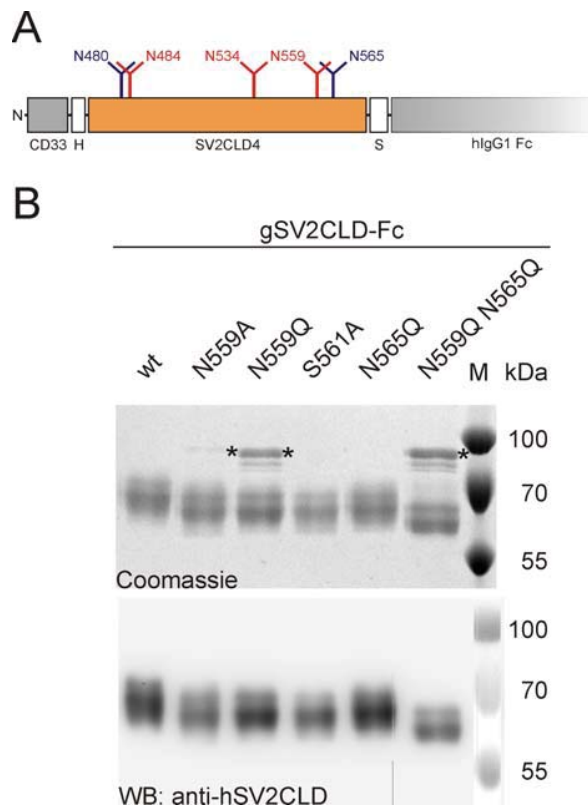 A
N480 N484 N534 N559 N565
N
CD33 H SV2CLD4 S hIgG1 Fc
B
gSV2CLD-Fc
wt N559A N559Q S561A N565Q N559Q N565Q M kDa
100
* * *
70
55
Coomassie
100
70
55
WB: anti-hSV2CLD